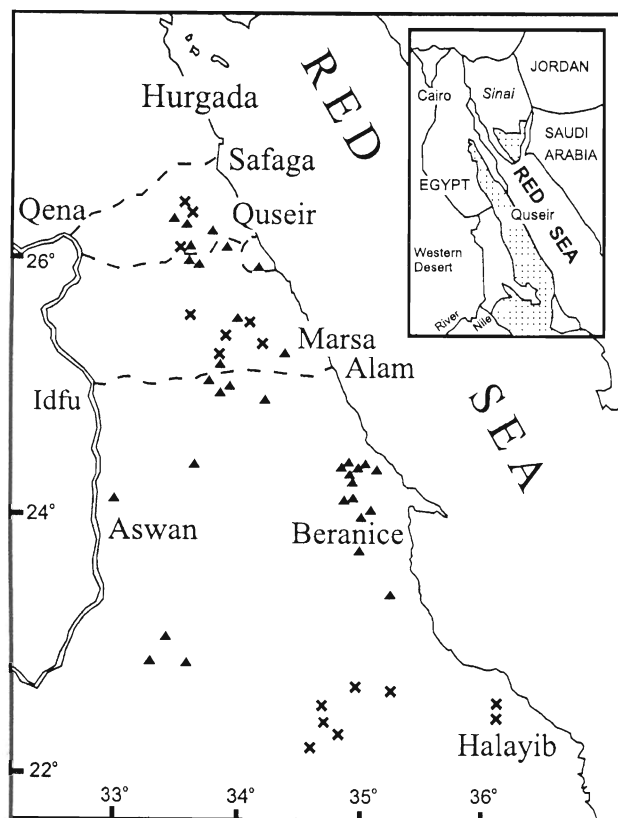 RED
SEA
Hurgada
Safaga
Qena
Quseir
26°
Marsa
Alam
Idfu
24°
Aswan
Beranice
Halayib
22°
33°
34°
35°
36°
JORDAN
Cairo
Sinai
SAUDI
ARABIA
EGYPT
RED
SEA
Quseir
Western
Desert
River
Nile